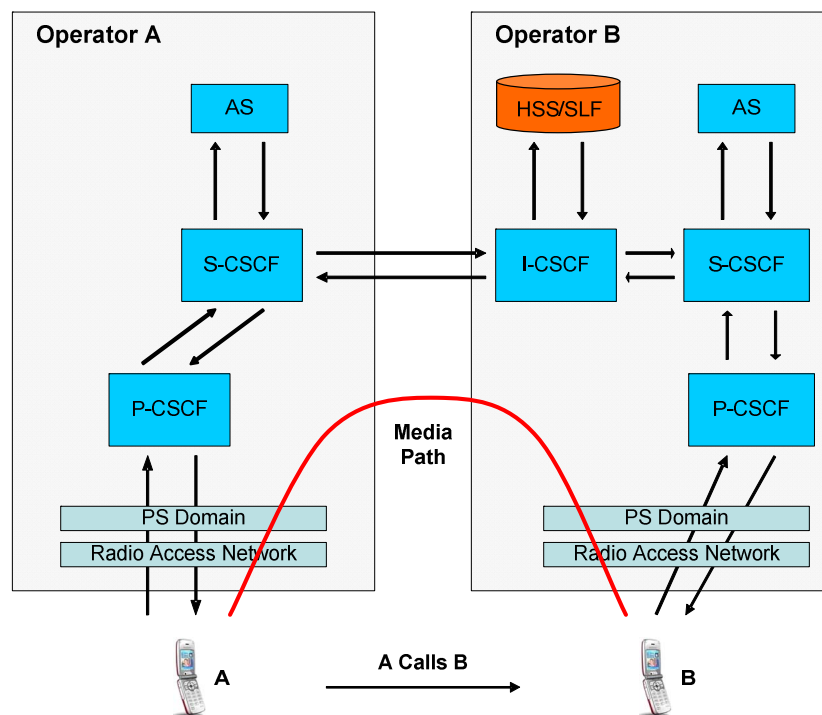 Operator A
AS
S-CSCF
P-CSCF
PS Domain
Radio Access Network
Operator B
HSS/SLF
AS
I-CSCF
S-CSCF
P-CSCF
PS Domain
Radio Access Network
Media
Path
A
A Calls B
B